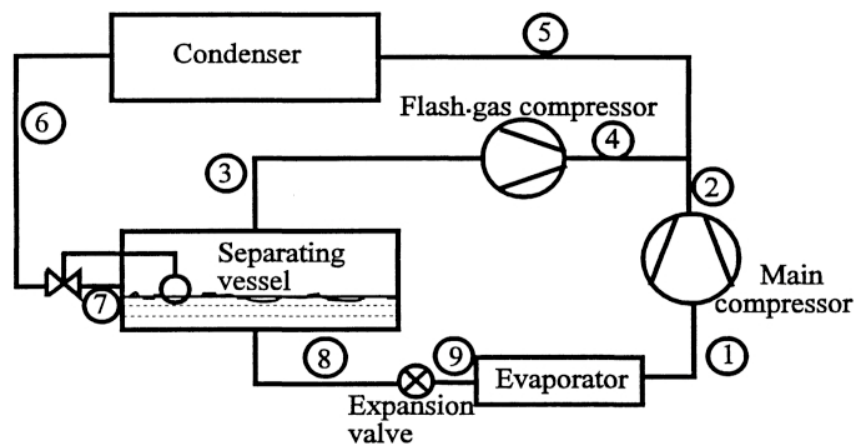 5
Condenser
Flash-gas compressor
6
4
3
2
Separating
vessel
Main
compressor
7
8
9
1
Evaporator
Expansion
valve